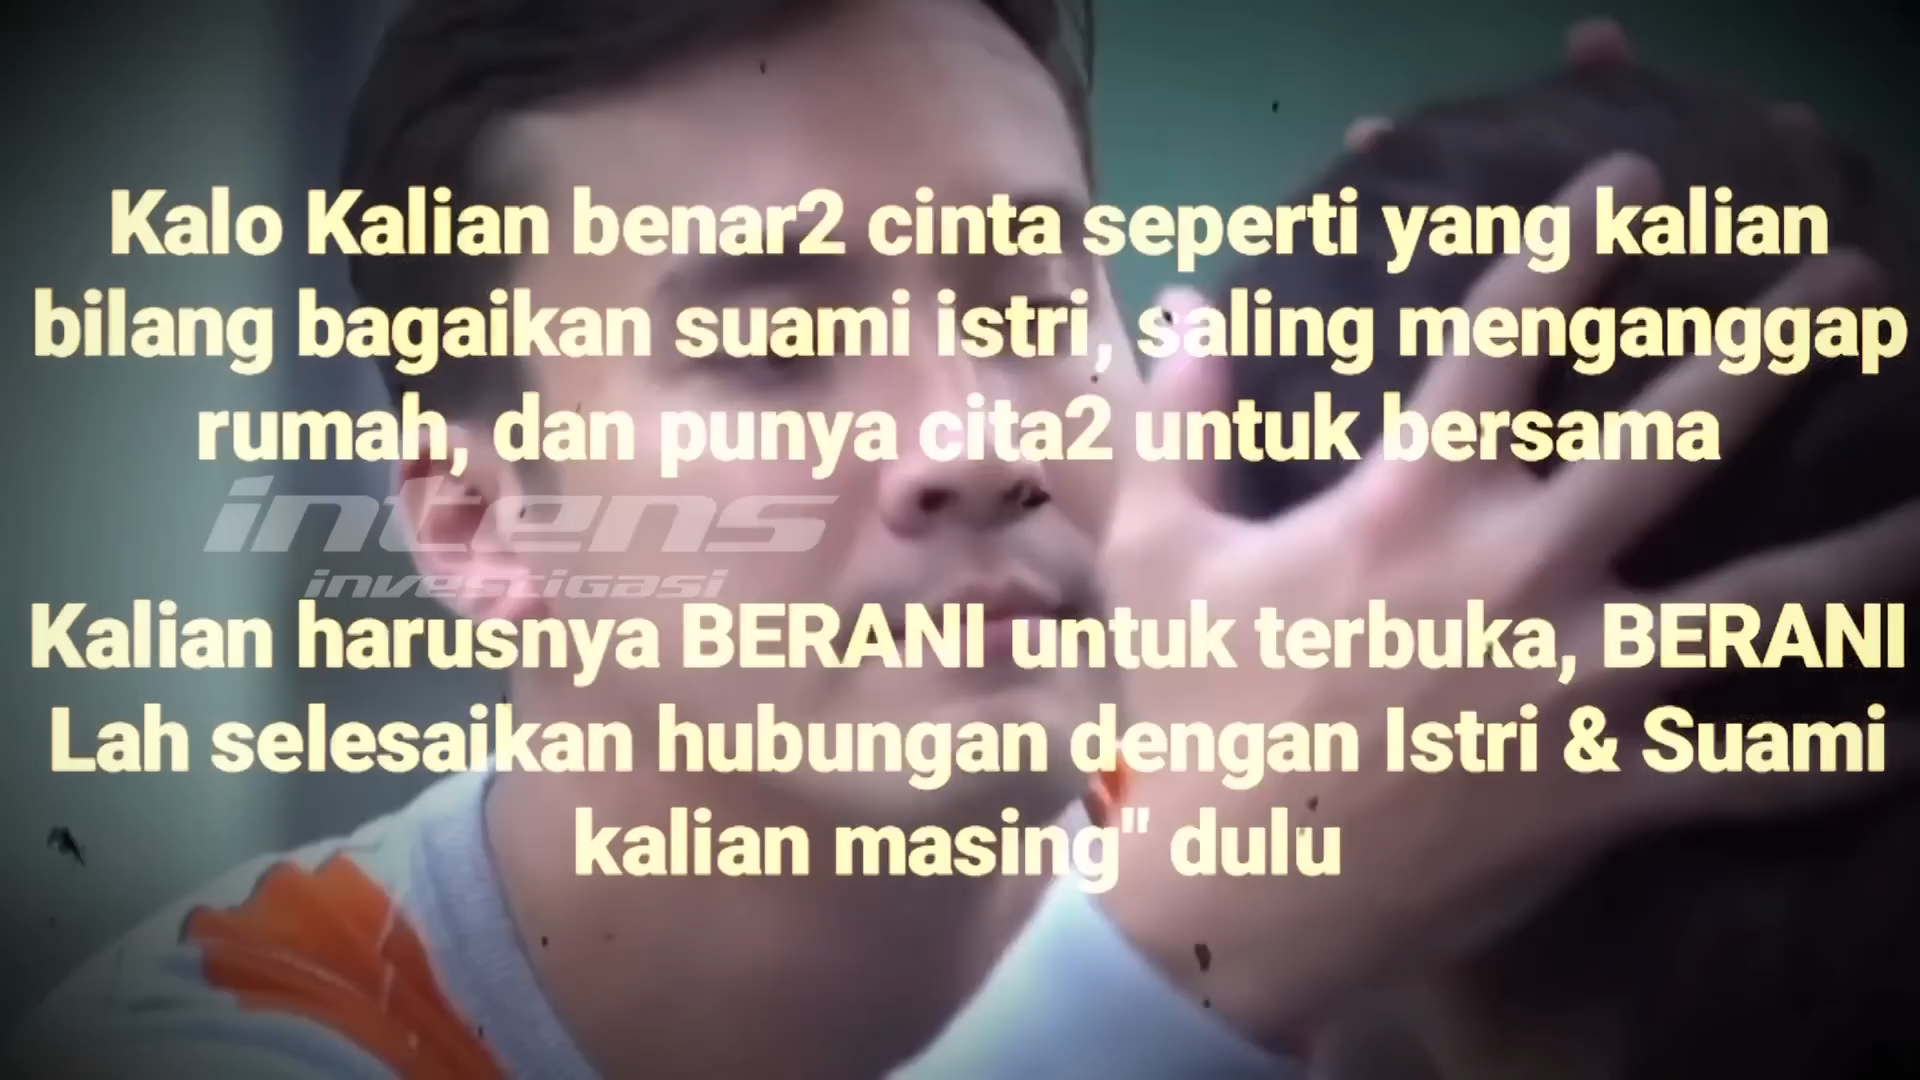 Kalo Kalian benar2 cinta seperti yang kalian
bilang bagaikan suami istri, saling menganggap
rumah, dan punya cita2 untuk bersama
intens
investigasi
Kalian harusnya BERANI untuk terbuka, BERANI
Lah selesaikan hubungan dengan Istri & Suami
kalian masing" dulu